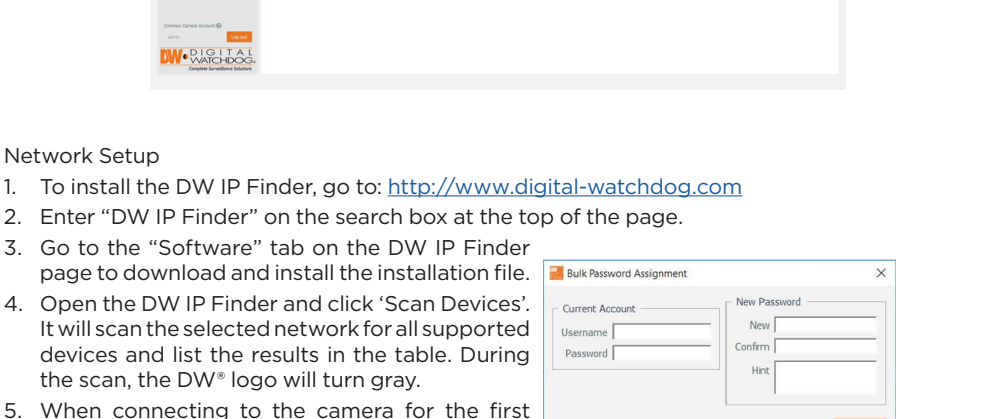 Common Camera Account
admin
Log out
DW DIGITAL
WATCHDOG®
Complete Surveillance Solutions
Network Setup
1. To install the DW IP Finder, go to: http://www.digital-watchdog.com
2. Enter “DW IP Finder” on the search box at the top of the page.
3. Go to the “Software” tab on the DW IP Finder
page to download and install the installation file.
4. Open the DW IP Finder and click ‘Scan Devices’.
It will scan the selected network for all supported
devices and list the results in the table. During
the scan, the DW® logo will turn gray.
5. When connecting to the camera for the first
Bulk Password Assignment
Current Account
Username
Password
New Password
New
Confirm
Hint